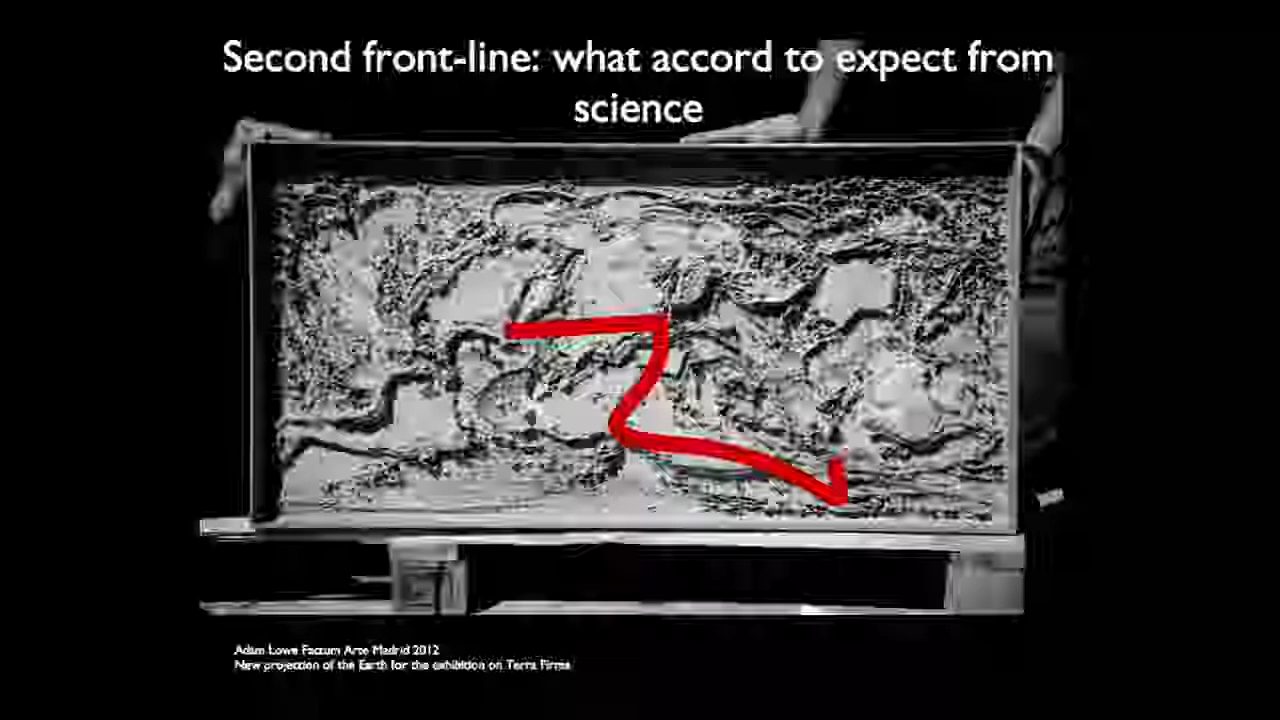 Second front-line: what accord to expect from
science
Adam Lowe Factum Arte Madrid 2012
New projection of the Earth for the exhibition on Terra Firma